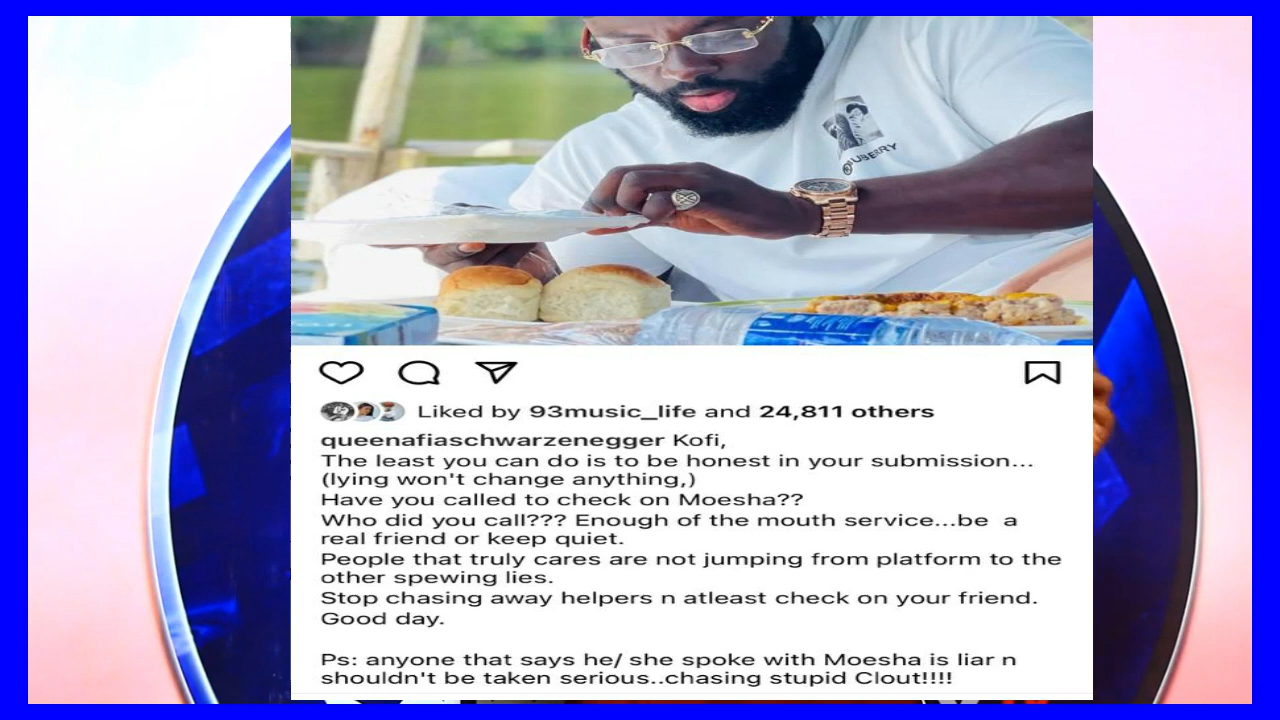 BURBERRY
Liked by 93music_life and 24,811 others
queenafiaschwarzenegger Kofi,
The least you can do is to be honest in your submission...
(lying won't change anything,)
Have you called to check on Moesha??
Who did you call??? Enough of the mouth service...be a
real friend or keep quiet.
People that truly cares are not jumping from platform to the
other spewing lies.
Stop chasing away helpers n atleast check on your friend.
Good day.
Ps: anyone that says he/ she spoke with Moesha is liar n
shouldn't be taken serious..chasing stupid Clout!!!!